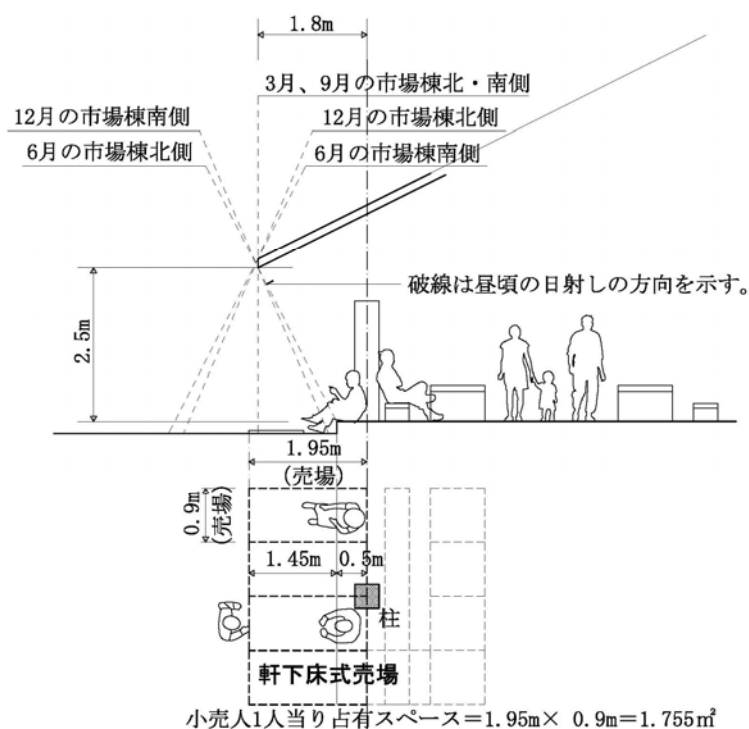 1.8m
3月、9月の市場棟北・南側
12月の市場棟南側
12月の市場棟北側
6月の市場棟北側
6月の市場棟南側
破線は昼頃の日射しの方向を示す。
2.5m
1.95m
(売場)
0.9m
(売場)
1.45m
0.5m
柱
軒下床式売場
小売人1人当り占有スペース＝1.95m× 0.9m＝1.755㎡